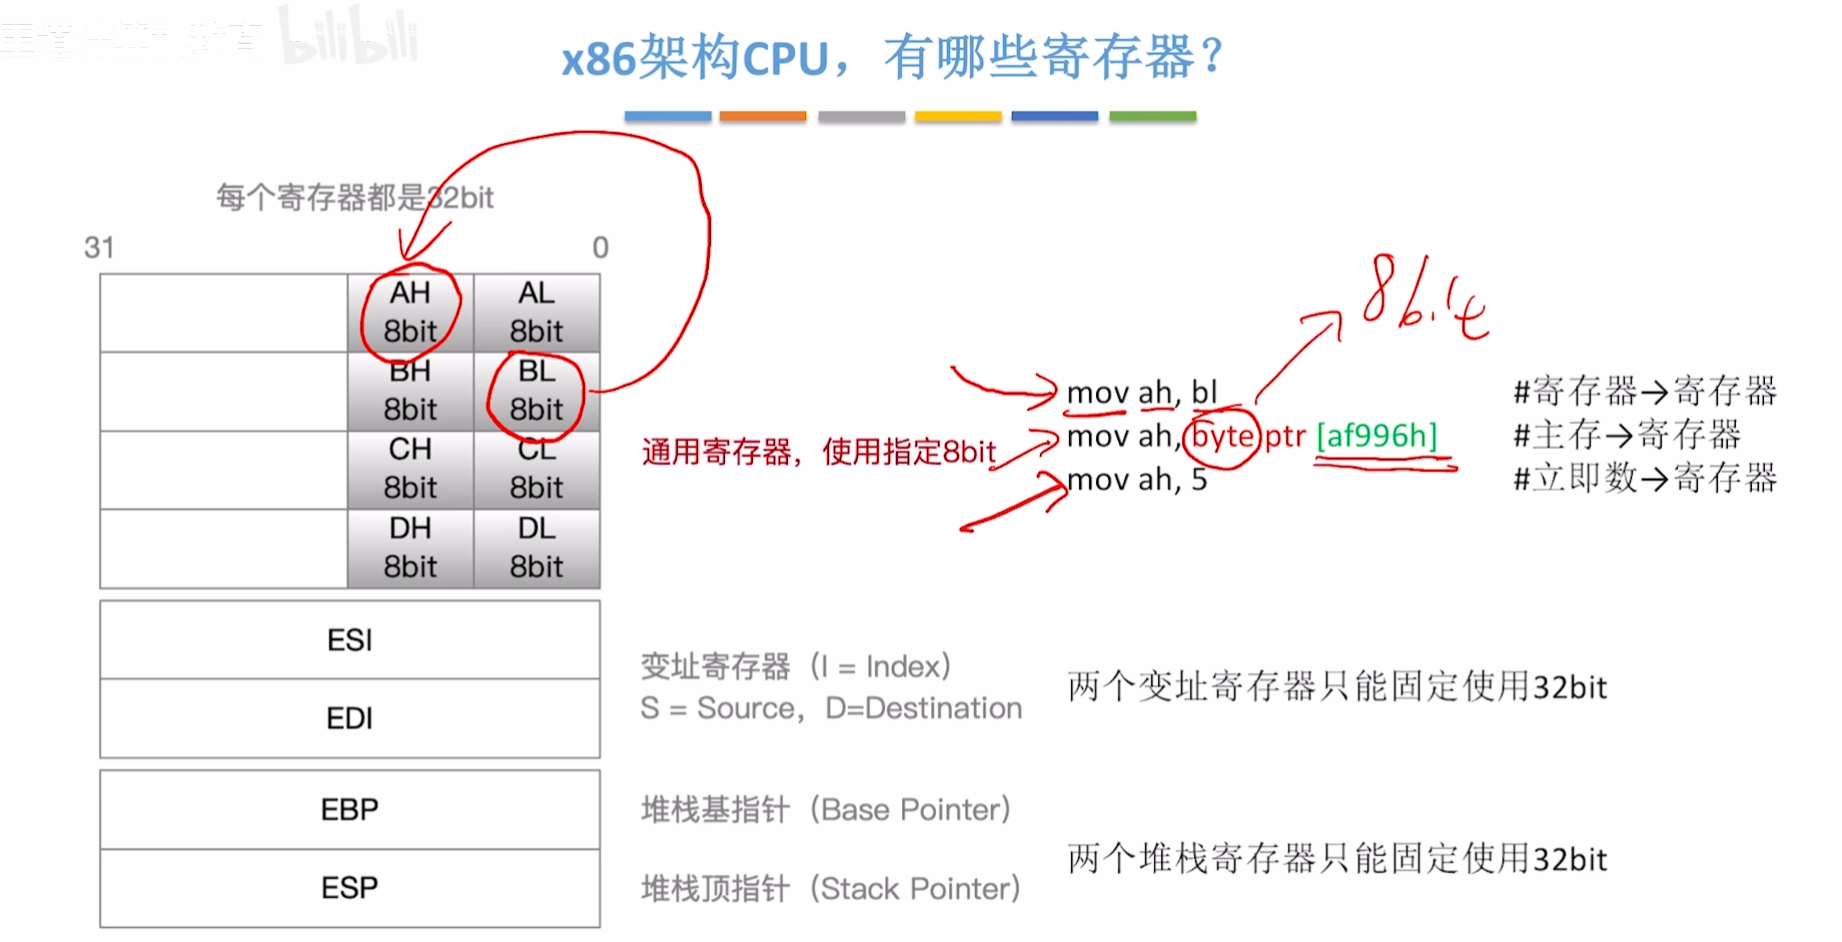 bilibili
x86架构CPU，有哪些寄存器？
每个寄存器都是32bit
31 0
AH AL
8bit 8bit
BH BL
8bit 8bit
CH CL
8bit 8bit
DH DL
8bit 8bit
ESI
EDI
EBP
ESP
通用寄存器，使用指定8bit
8bit
mov ah, bl #寄存器→寄存器
mov ah, byte ptr [af996h] #主存→寄存器
mov ah, 5 #立即数→寄存器
变址寄存器（I = Index）
S = Source，D=Destination
两个变址寄存器只能固定使用32bit
堆栈基指针（Base Pointer）
堆栈顶指针（Stack Pointer）
两个堆栈寄存器只能固定使用32bit